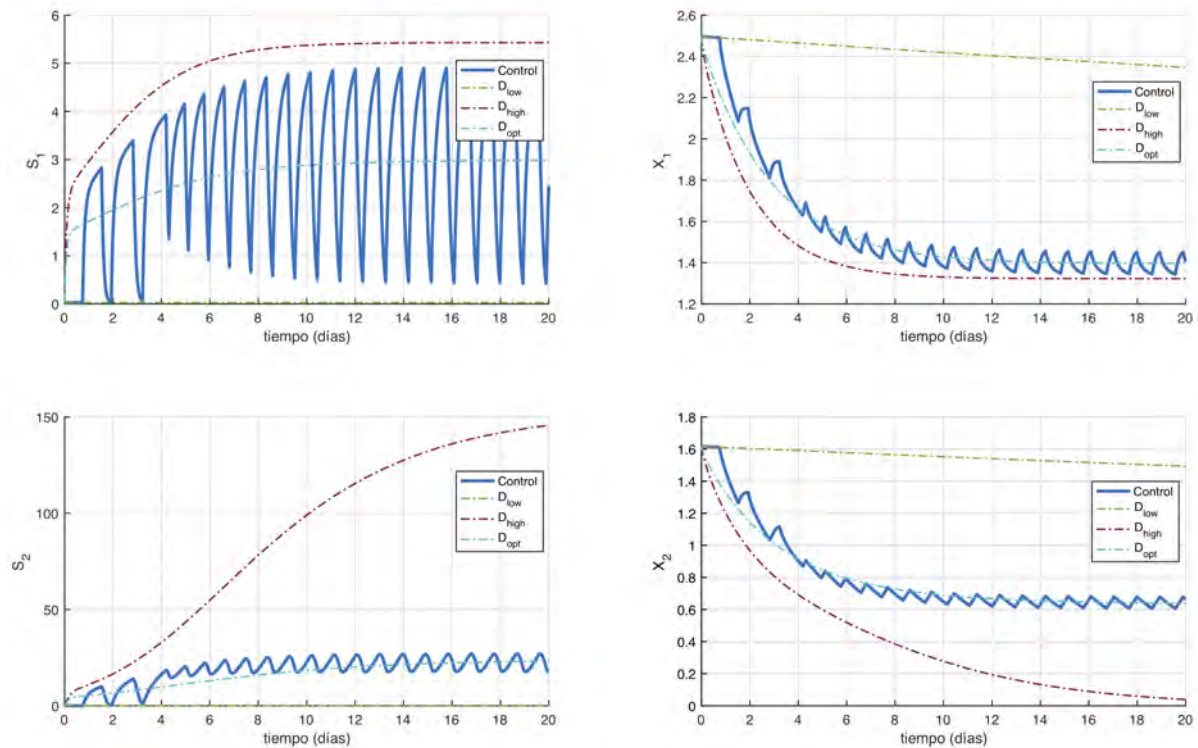 6
5
4
3
2
1
0
S1
0 2 4 6 8 10 12 14 16 18 20
tiempo (días)
Control
Dlow
Dhigh
Dopt
2.6
2.4
2.2
2
1.8
1.6
1.4
1.2
X1
0 2 4 6 8 10 12 14 16 18 20
tiempo (días)
Control
Dlow
Dhigh
Dopt
150
100
50
0
S2
0 2 4 6 8 10 12 14 16 18 20
tiempo (días)
Control
Dlow
Dhigh
Dopt
1.8
1.6
1.4
1.2
1
0.8
0.6
0.4
0.2
0
X2
0 2 4 6 8 10 12 14 16 18 20
tiempo (días)
Control
Dlow
Dhigh
Dopt